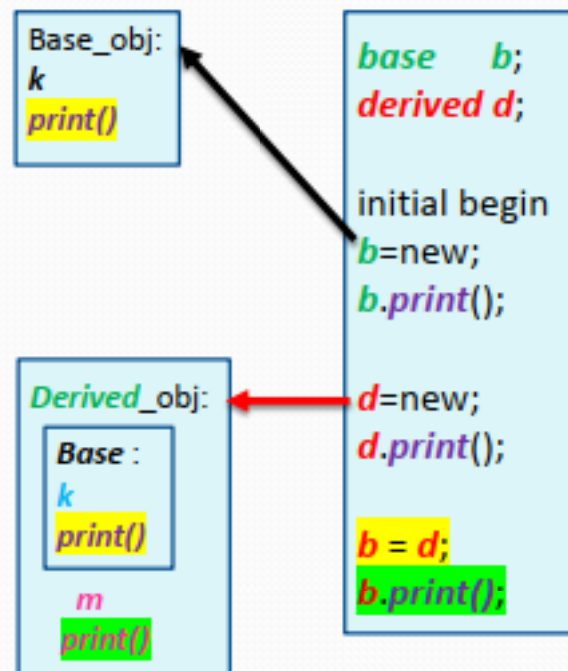 Base_obj:
k
print()
base b;
derived d;
initial begin
b=new;
b.print();
d=new;
d.print();
b = d;
b.print();
Derived_obj:
Base :
k
print()
m
print()